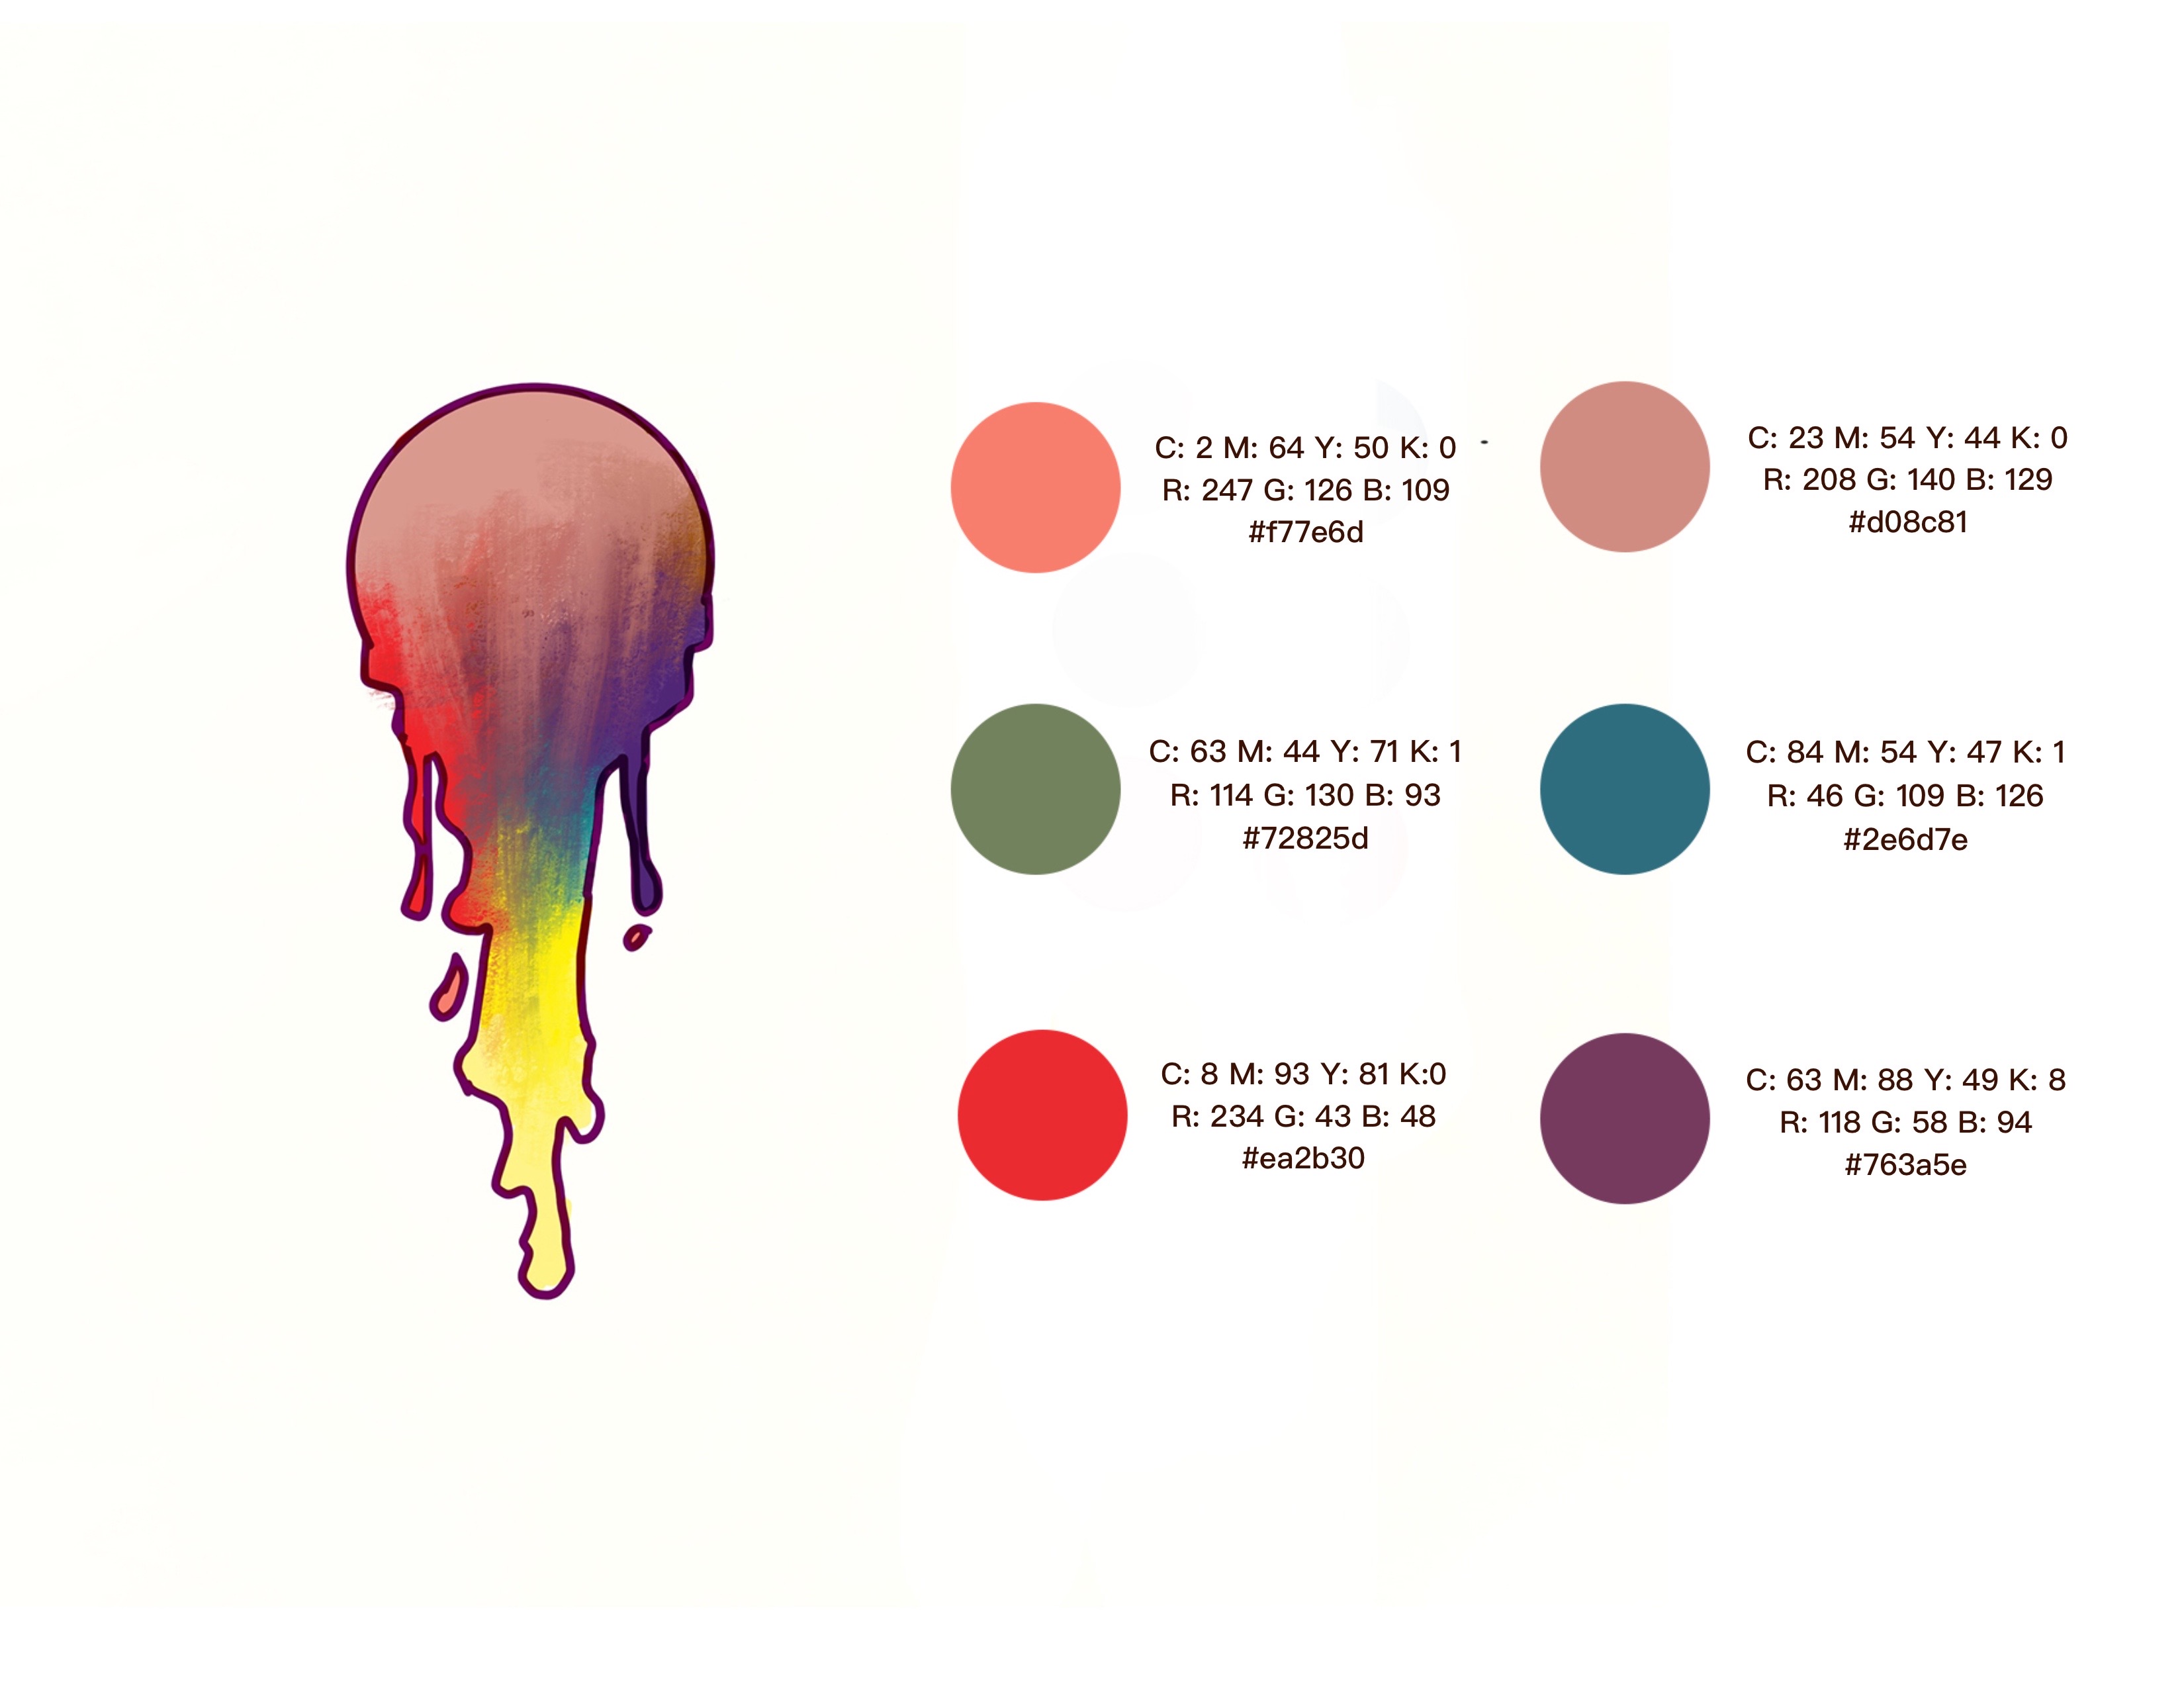 C: 2 M: 64 Y: 50 K: 0
R: 247 G: 126 B: 109
#f77e6d
C: 23 M: 54 Y: 44 K: 0
R: 208 G: 140 B: 129
#d08c81
C: 63 M: 44 Y: 71 K: 1
R: 114 G: 130 B: 93
#72825d
C: 84 M: 54 Y: 47 K: 1
R: 46 G: 109 B: 126
#2e6d7e
C: 8 M: 93 Y: 81 K:0
R: 234 G: 43 B: 48
#ea2b30
C: 63 M: 88 Y: 49 K: 8
R: 118 G: 58 B: 94
#763a5e